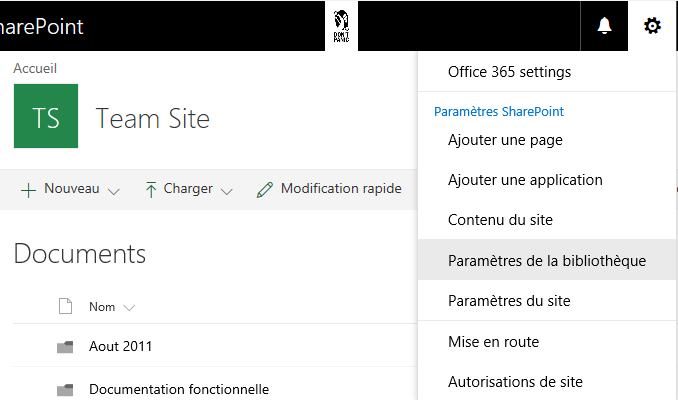 harePoint
DON'T
PANIC
Accueil
TS
Team Site
Nouveau
Charger
Modification rapide
Documents
Nom
Aout 2011
Documentation fonctionnelle
Office 365 settings
Paramètres SharePoint
Ajouter une page
Ajouter une application
Contenu du site
Paramètres de la bibliothèque
Paramètres du site
Mise en route
Autorisations de site